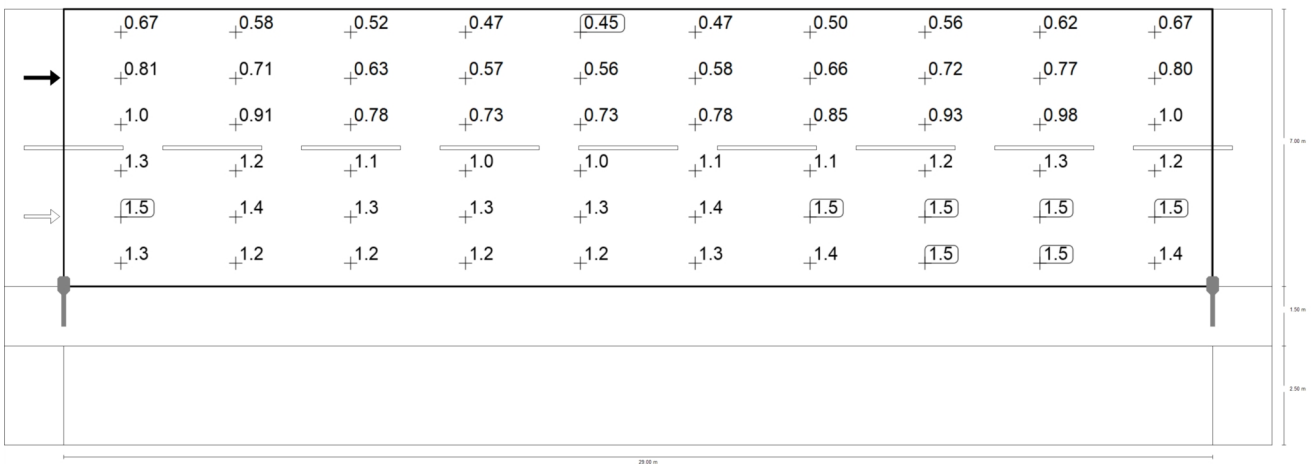 0.67 0.58 0.52 0.47 0.45 0.47 0.50 0.56 0.62 0.67
0.81 0.71 0.63 0.57 0.56 0.58 0.66 0.72 0.77 0.80
1.0 0.91 0.78 0.73 0.73 0.78 0.85 0.93 0.98 1.0
7.00 m
1.3 1.2 1.1 1.0 1.0 1.1 1.1 1.2 1.3 1.2
1.5 1.4 1.3 1.3 1.3 1.4 1.5 1.5 1.5 1.5
1.3 1.2 1.2 1.2 1.2 1.3 1.4 1.5 1.5 1.4
1.50 m
2.50 m
29.00 m